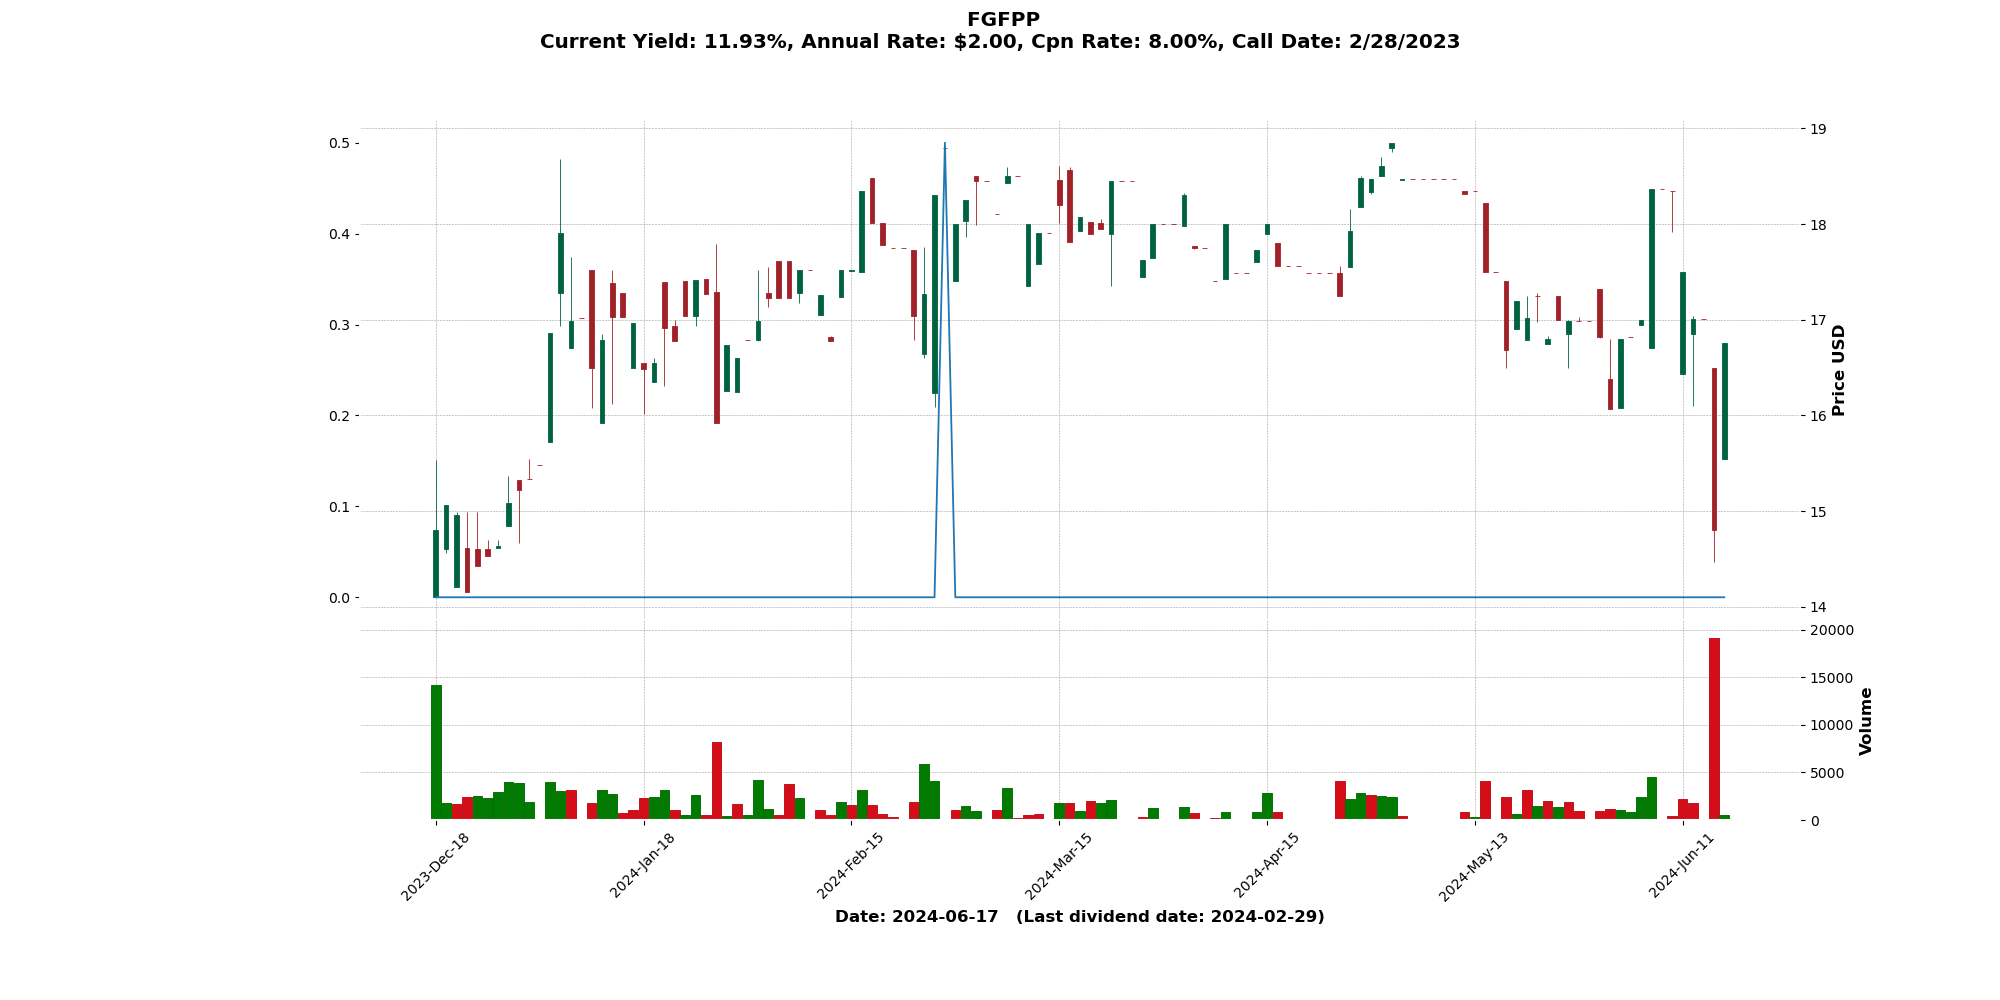 FGFPP
Current Yield: 11.93%, Annual Rate: $2.00, Cpn Rate: 8.00%, Call Date: 2/28/2023
0.5
0.4
0.3
0.2
0.1
0.0
19
18
17
16
15
14
Price USD
20000
15000
10000
5000
0
Volume
2023-Dec-18
2024-Jan-18
2024-Feb-15
2024-Mar-15
2024-Apr-15
2024-May-13
2024-Jun-11
Date: 2024-06-17 (Last dividend date: 2024-02-29)